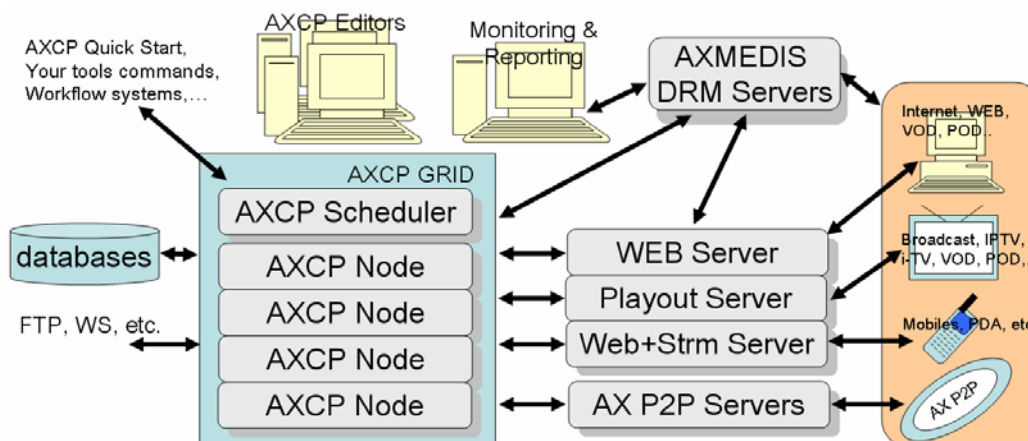 AXCP Quick Start,
Your tools commands,
Workflow systems,...
AXCP Editors
Monitoring &
Reporting
AXMEDIS
DRM Servers
AXCP GRID
AXCP Scheduler
AXCP Node
AXCP Node
AXCP Node
AXCP Node
databases
FTP, WS, etc.
WEB Server
Playout Server
Web+Strm Server
AX P2P Servers
Internet, WEB,
VOD, POD..
Broadcast, IPTV,
i-TV, VOD, POD,..
Mobiles, PDA, etc
AX P2P